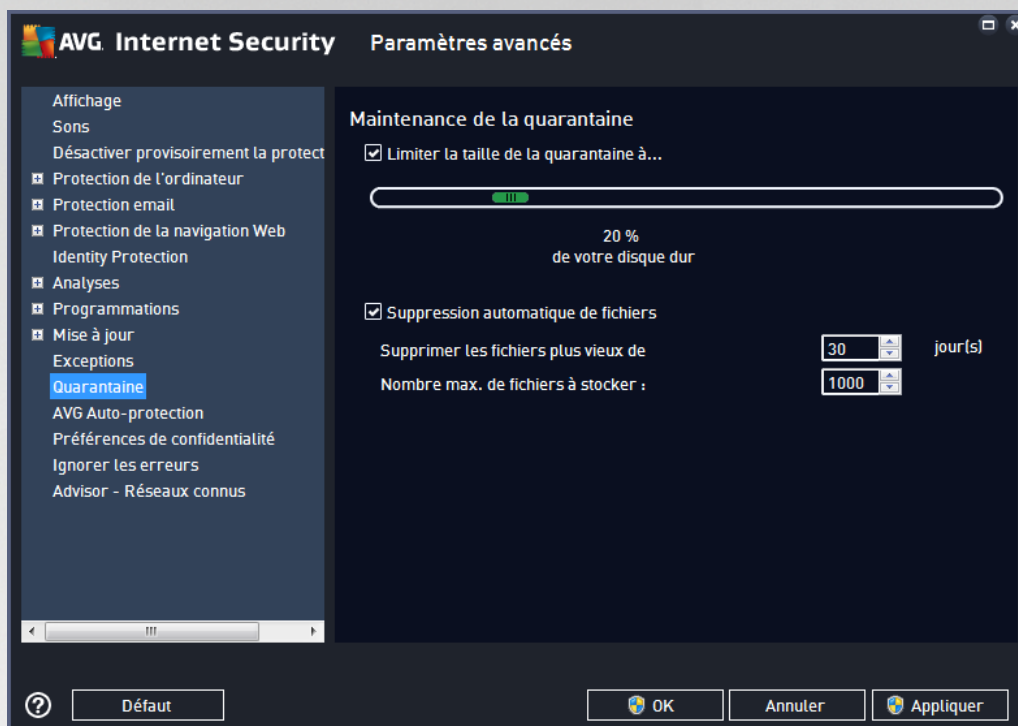 AVG. Internet Security Paramètres avancés
Affichage
Sons
Désactiver provisoirement la protect
Protection de l'ordinateur
Protection email
Protection de la navigation Web
Identity Protection
Analyses
Programmations
Mise à jour
Exceptions
Quarantaine
AVG Auto-protection
Préférences de confidentialité
Ignorer les erreurs
Advisor - Réseaux connus
Maintenance de la quarantaine
Limiter la taille de la quarantaine à...
20 %
de votre disque dur
Suppression automatique de fichiers
Supprimer les fichiers plus vieux de 30 jour(s)
Nombre max. de fichiers à stocker : 1000
? Défaut OK Annuler Appliquer